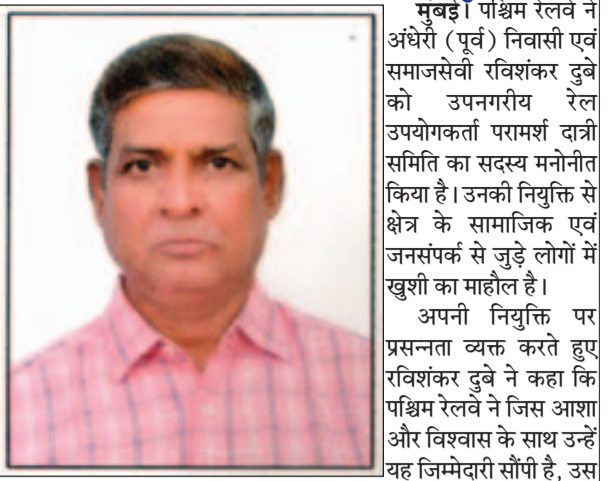 मुंबई। पश्चिम रेलवे ने
अंधेरी (पूर्व) निवासी एवं
समाजसेवी रविशंकर दुबे
को उपनगरीय रेल
उपयोगकर्ता परामर्श दात्री
समिति का सदस्य मनोनीत
किया है। उनकी नियुक्ति से
क्षेत्र के सामाजिक एवं
जनसंपर्क से जुड़े लोगों में
खुशी का माहौल है।
अपनी नियुक्ति पर
प्रसन्नता व्यक्त करते हुए
रविशंकर दुबे ने कहा कि
पश्चिम रेलवे ने जिस आशा
और विश्वास के साथ उन्हें
यह जिम्मेदारी सौंपी है, उस